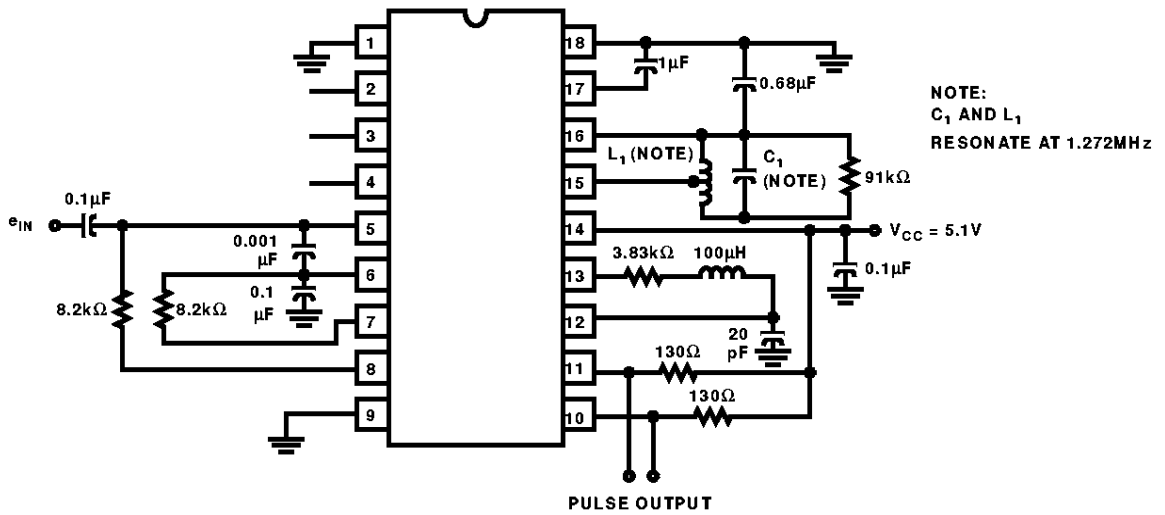 1
18
1µF
2
17
0.68µF
NOTE:
C1 AND L1
RESONATE AT 1.272MHz
3
16
L1 (NOTE)
C1
(NOTE)
91kΩ
4
15
0.1µF
eIN
5
14
VCC = 5.1V
0.001
µF
3.83kΩ
100µH
0.1µF
6
13
8.2kΩ
8.2kΩ
0.1
µF
7
12
20
pF
8
11
130Ω
9
10
130Ω
PULSE OUTPUT